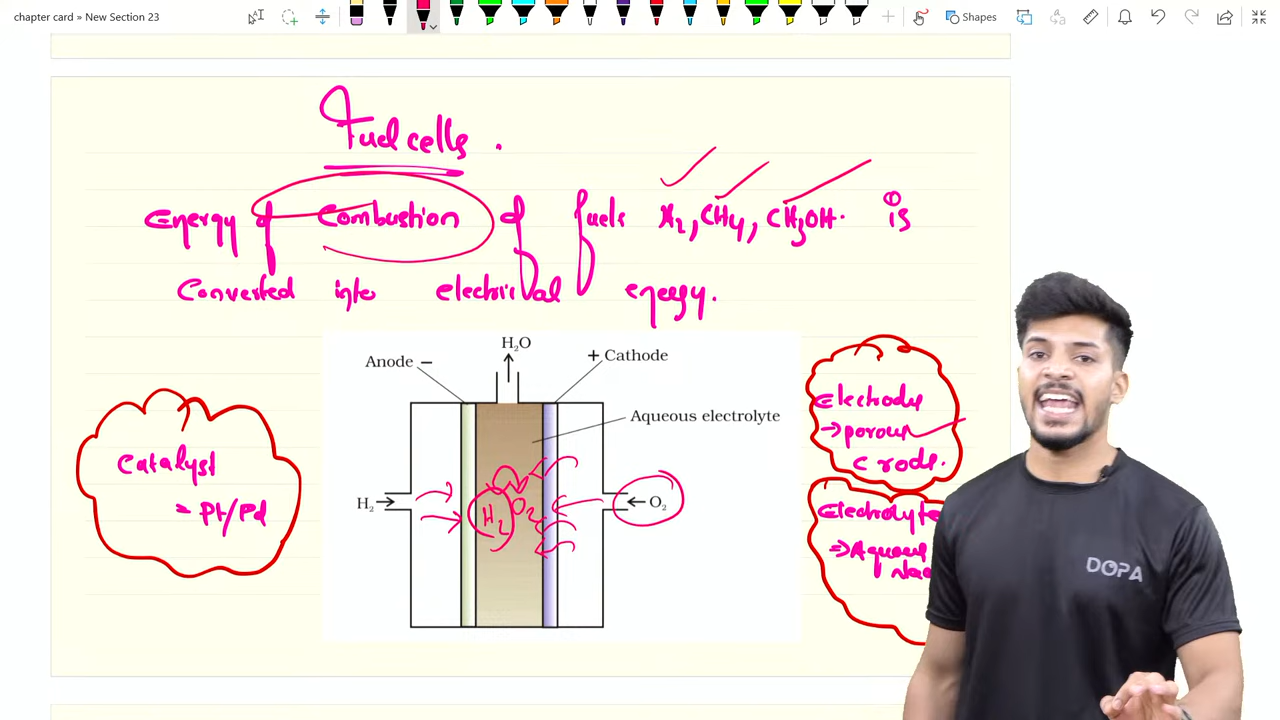 chapter card » New Section 23
Shapes
Fuel cells.
Energy of Combustion of fuels H2, CH4, CH3OH. is
Converted into electrical energy.
H₂O
Anode −
+ Cathode
Aqueous electrolyte
H₂
O₂
H2
O2
Catalyst
= Pt/Pd
Electrode
→ porous
C rods.
Electrolyte
⇒ Aqueous
DOPA